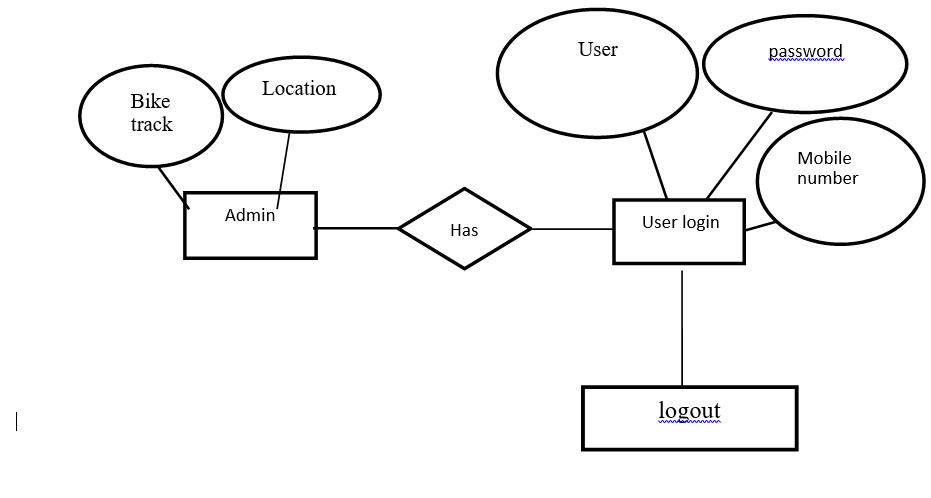 User
password
Bike
track
Location
Mobile
number
Admin
Has
User login
logout